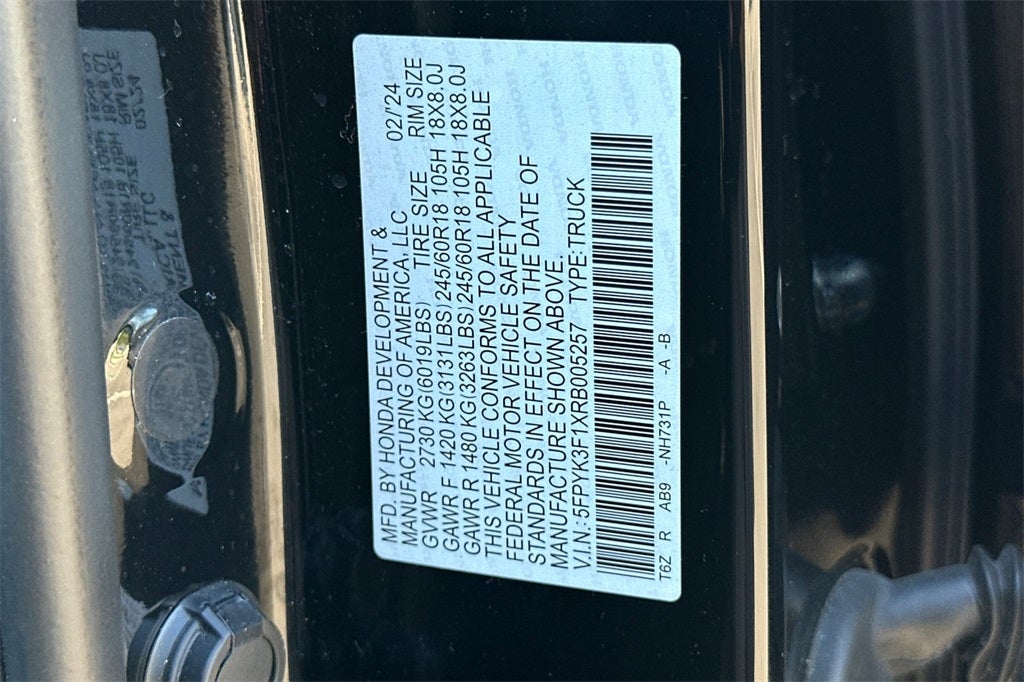 MFD. BY HONDA DEVELOPMENT &
MANUFACTURING OF AMERICA, LLC 02/'24
GVWR 2730 KG(6019LBS) TIRE SIZE RIM SIZE
GAWR F 1420 KG(3131LBS)245/60R18 105H 18X8.0J
GAWR R 1480 KG(3263LBS)245/60R18 105H 18X8.0J
THIS VEHICLE CONFORMS TO ALL APPLICABLE
FEDERAL MOTOR VEHICLE SAFETY
STANDARDS IN EFFECT ON THE DATE OF
MANUFACTURE SHOWN ABOVE.
V.I.N.:5FPYK3F1XRB005257 TYPE:TRUCK
T6Z R AB9 -NH731P -A -B